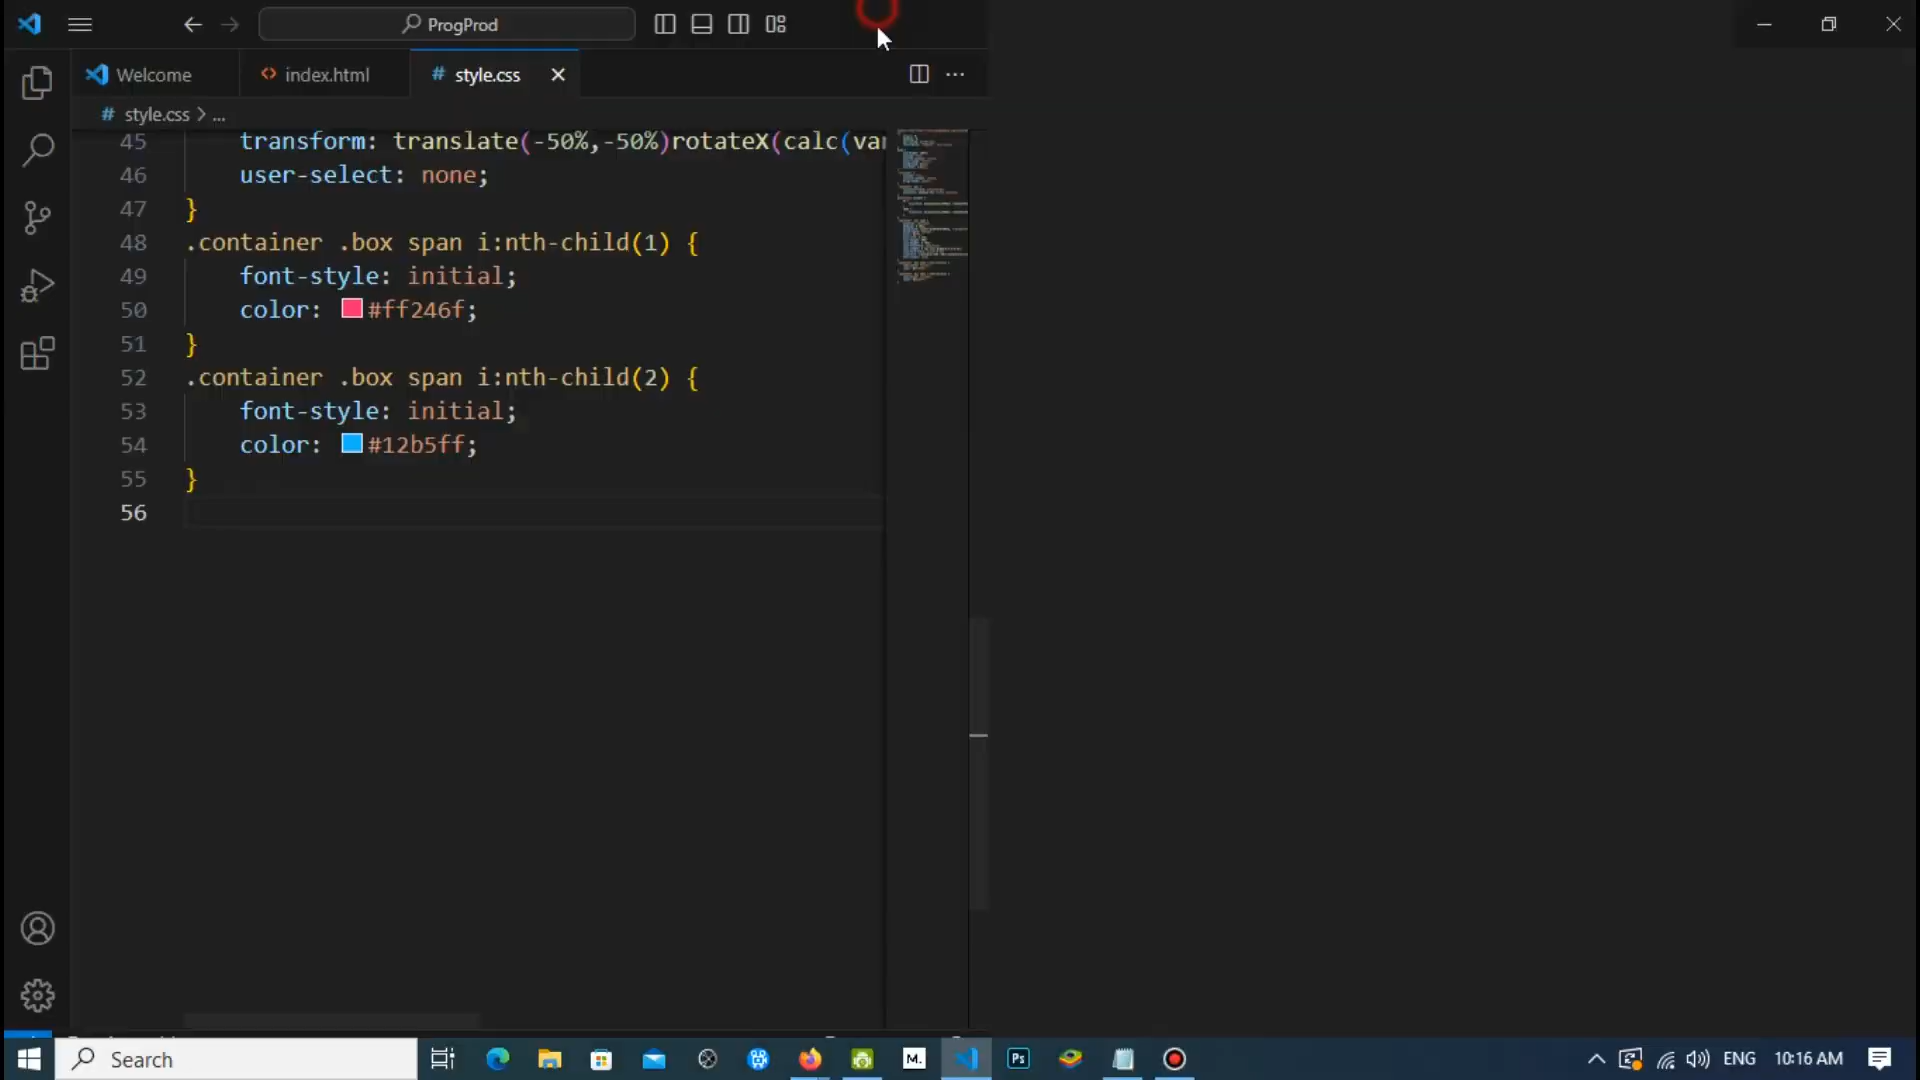 ProgProd
Welcome
index.html
# style.css
# style.css > ...
45 transform: translate(-50%,-50%)rotateX(calc(var
46 user-select: none;
47 }
48 .container .box span i:nth-child(1) {
49 font-style: initial;
50 color: #ff246f;
51 }
52 .container .box span i:nth-child(2) {
53 font-style: initial;
54 color: #12b5ff;
55 }
56
Search
M.
Ps
ENG
10:16 AM